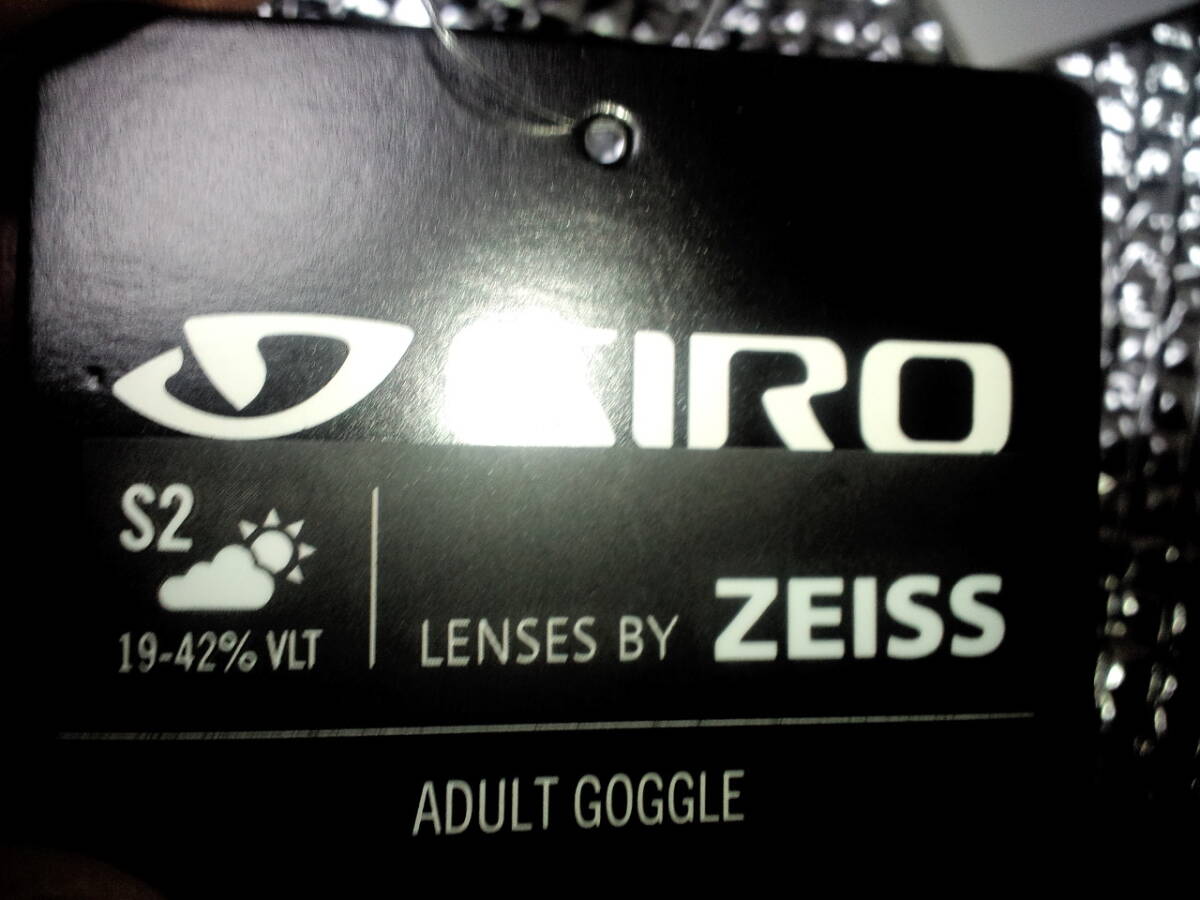 GIRO
S2
19-42% VLT
LENSES BY ZEISS
ADULT GOGGLE